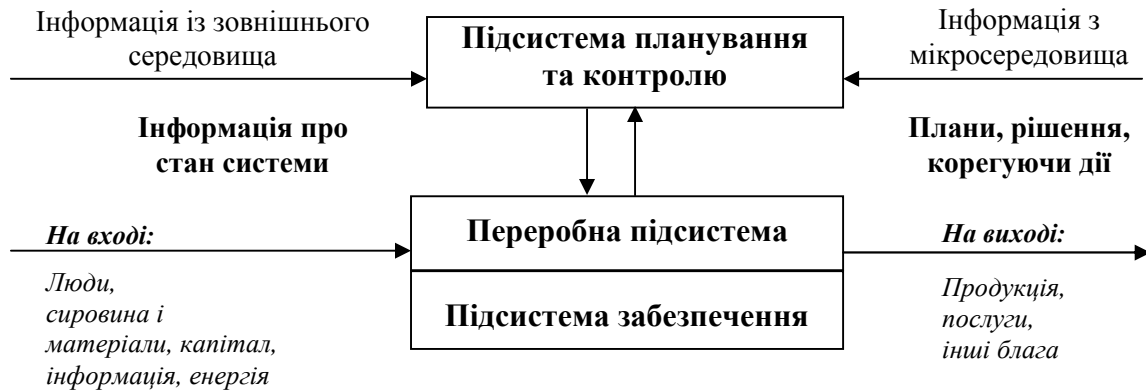 Інформація із зовнішнього
середовища
Підсистема планування
та контролю
Інформація з
мікросередовища
Інформація про
стан системи
Плани, рішення,
корегуючи дії
На вході:
Люди,
сировина і
матеріали, капітал,
інформація, енергія
Переробна підсистема
Підсистема забезпечення
На виході:
Продукція,
послуги,
інші блага